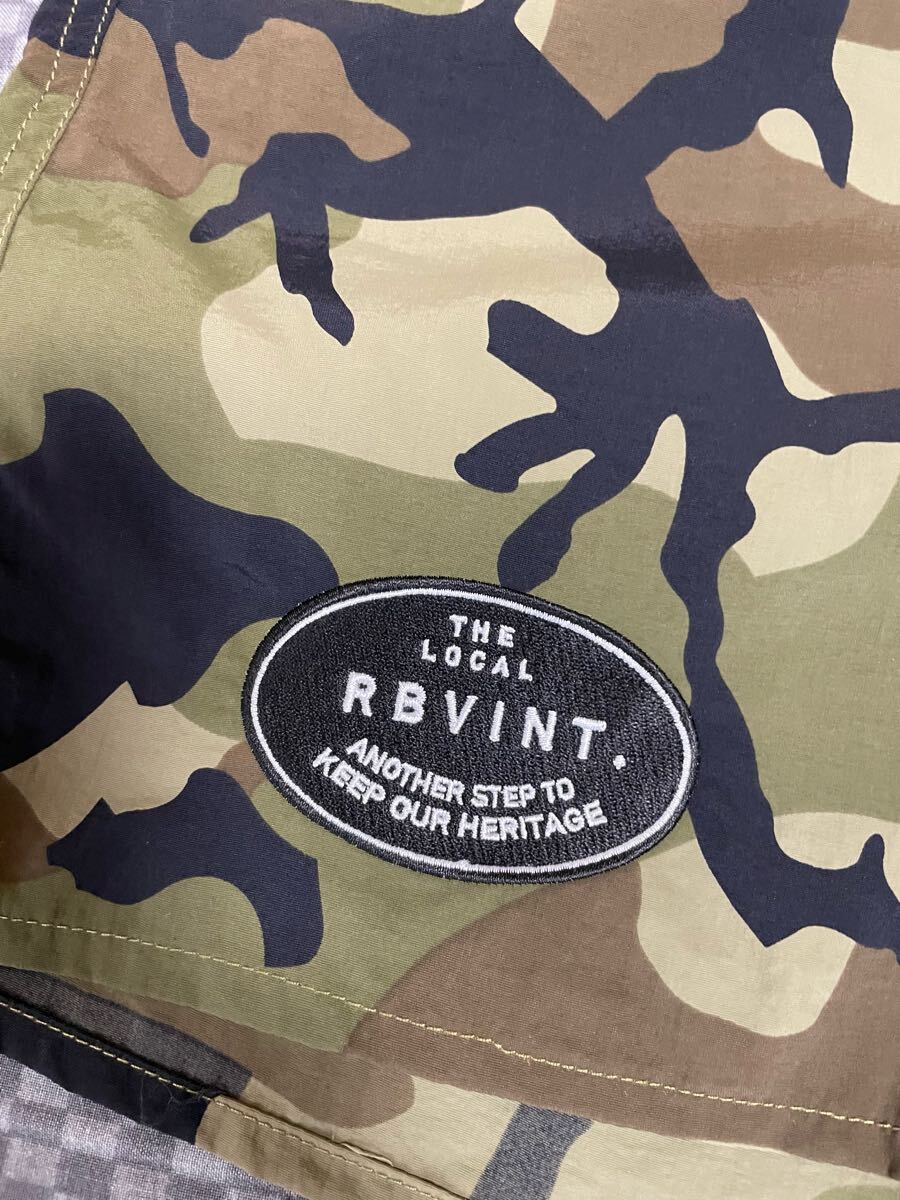 THE
LOCAL
RBVINT.
ANOTHER STEP TO
KEEP OUR HERITAGE